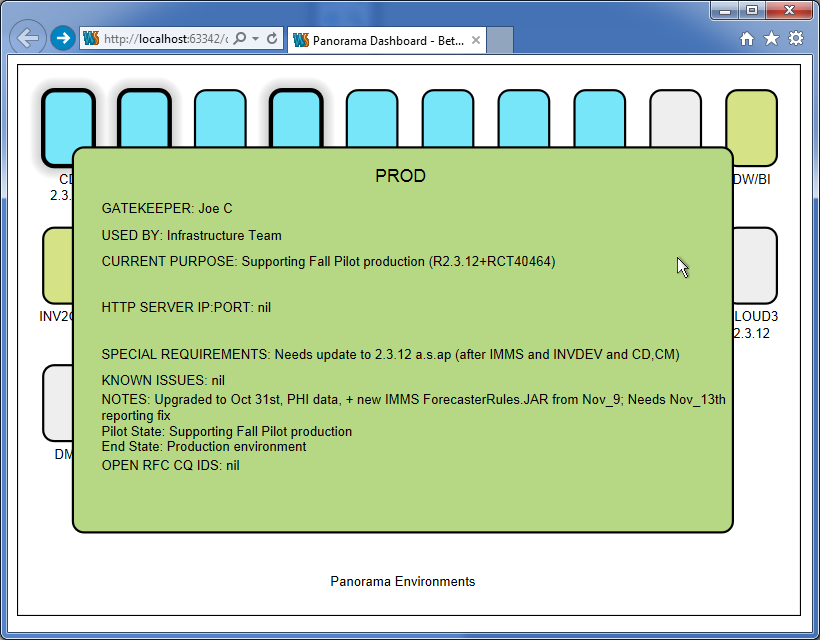 http://localhost:63342/c
Panorama Dashboard - Bet...
DW/BI
2.3.
PROD
GATEKEEPER: Joe C
USED BY: Infrastructure Team
CURRENT PURPOSE: Supporting Fall Pilot production (R2.3.12+RCT40464)
HTTP SERVER IP:PORT: nil
LOUD3
2.3.12
SPECIAL REQUIREMENTS: Needs update to 2.3.12 a.s.ap (after IMMS and INVDEV and CD,CM)
KNOWN ISSUES: nil
NOTES: Upgraded to Oct 31st, PHI data, + new IMMS ForecasterRules.JAR from Nov_9; Needs Nov_13th
reporting fix
Pilot State: Supporting Fall Pilot production
End State: Production environment
OPEN RFC CQ IDS: nil
Panorama Environments